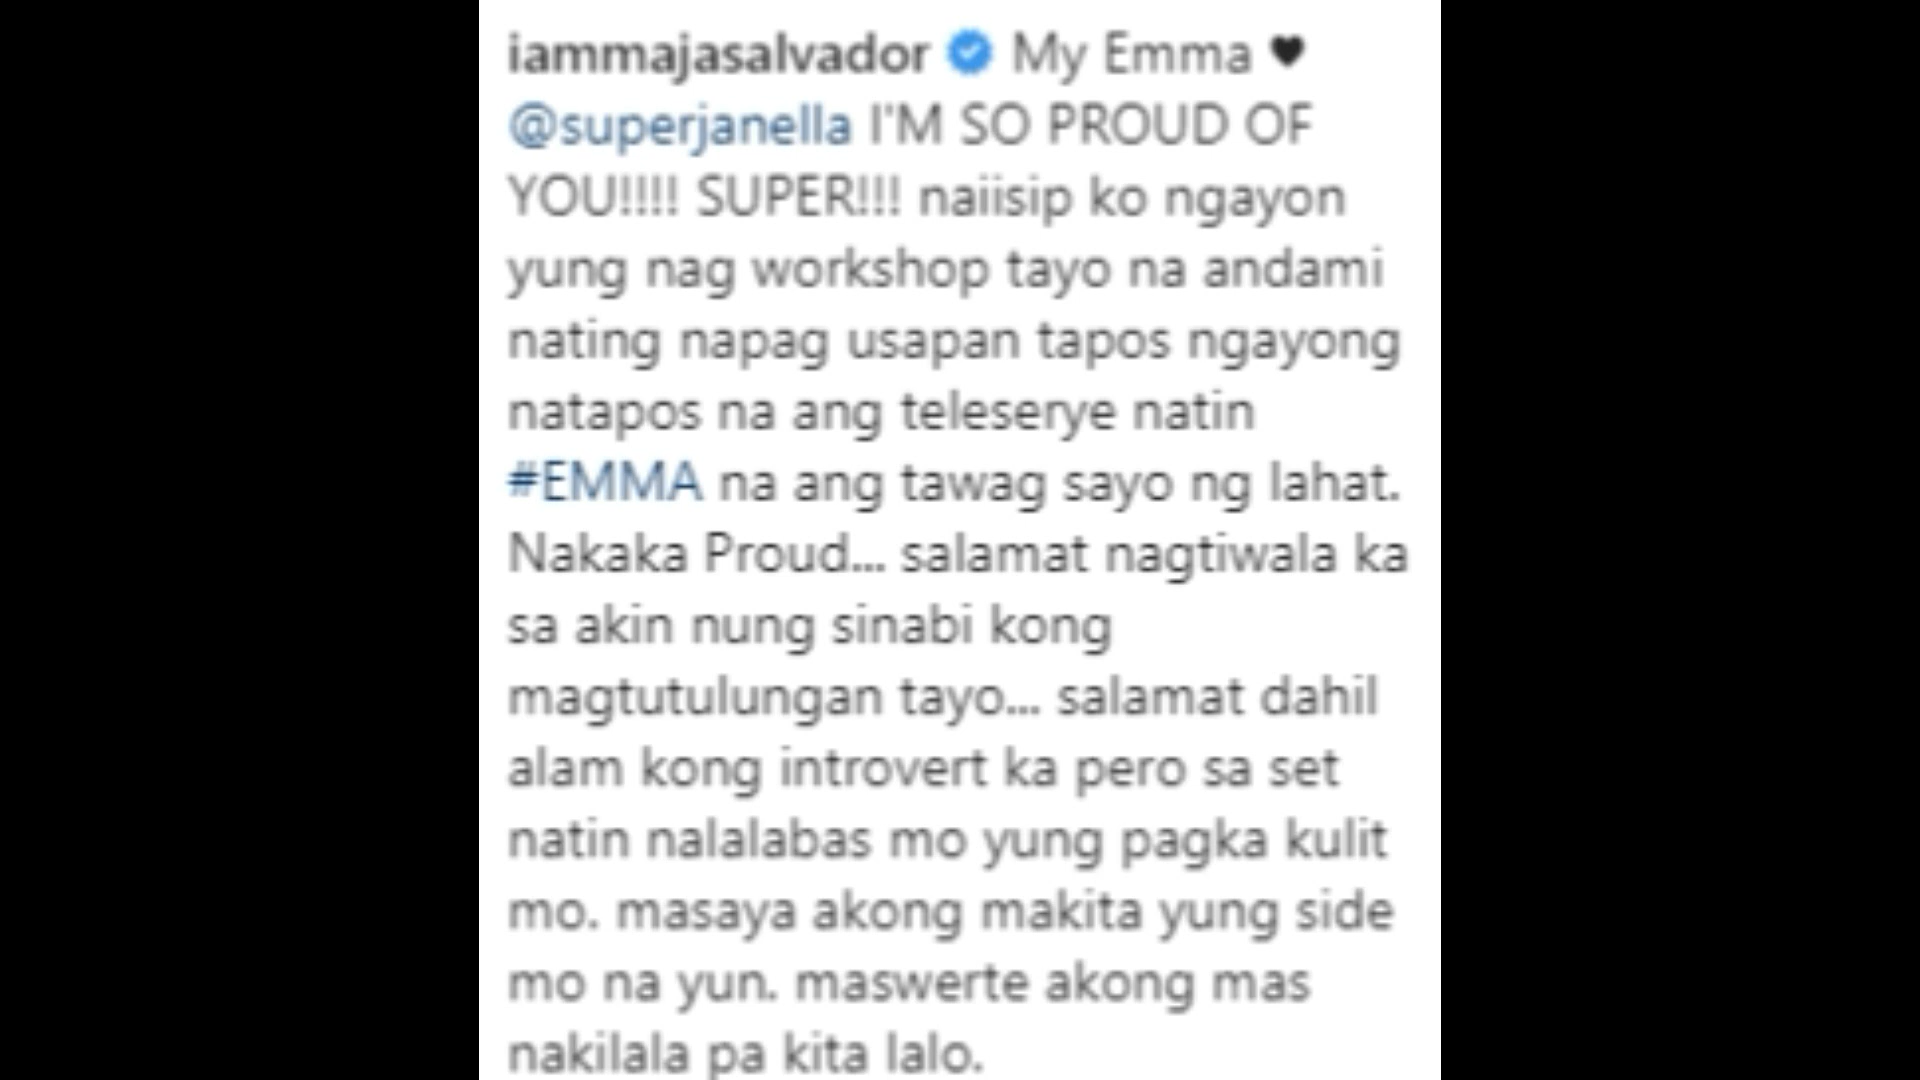 iammajasalvador My Emma ♥
@superjanella I'M SO PROUD OF
YOU!!!! SUPER!!! naiisip ko ngayon
yung nag workshop tayo na andami
nating napag usapan tapos ngayong
natapos na ang teleserye natin
#EMMA na ang tawag sayo ng lahat.
Nakaka Proud... salamat nagtiwala ka
sa akin nung sinabi kong
magtutulungan tayo... salamat dahil
alam kong introvert ka pero sa set
natin nalalabas mo yung pagka kulit
mo. masaya akong makita yung side
mo na yun. maswerte akong mas
nakilala pa kita lalo.